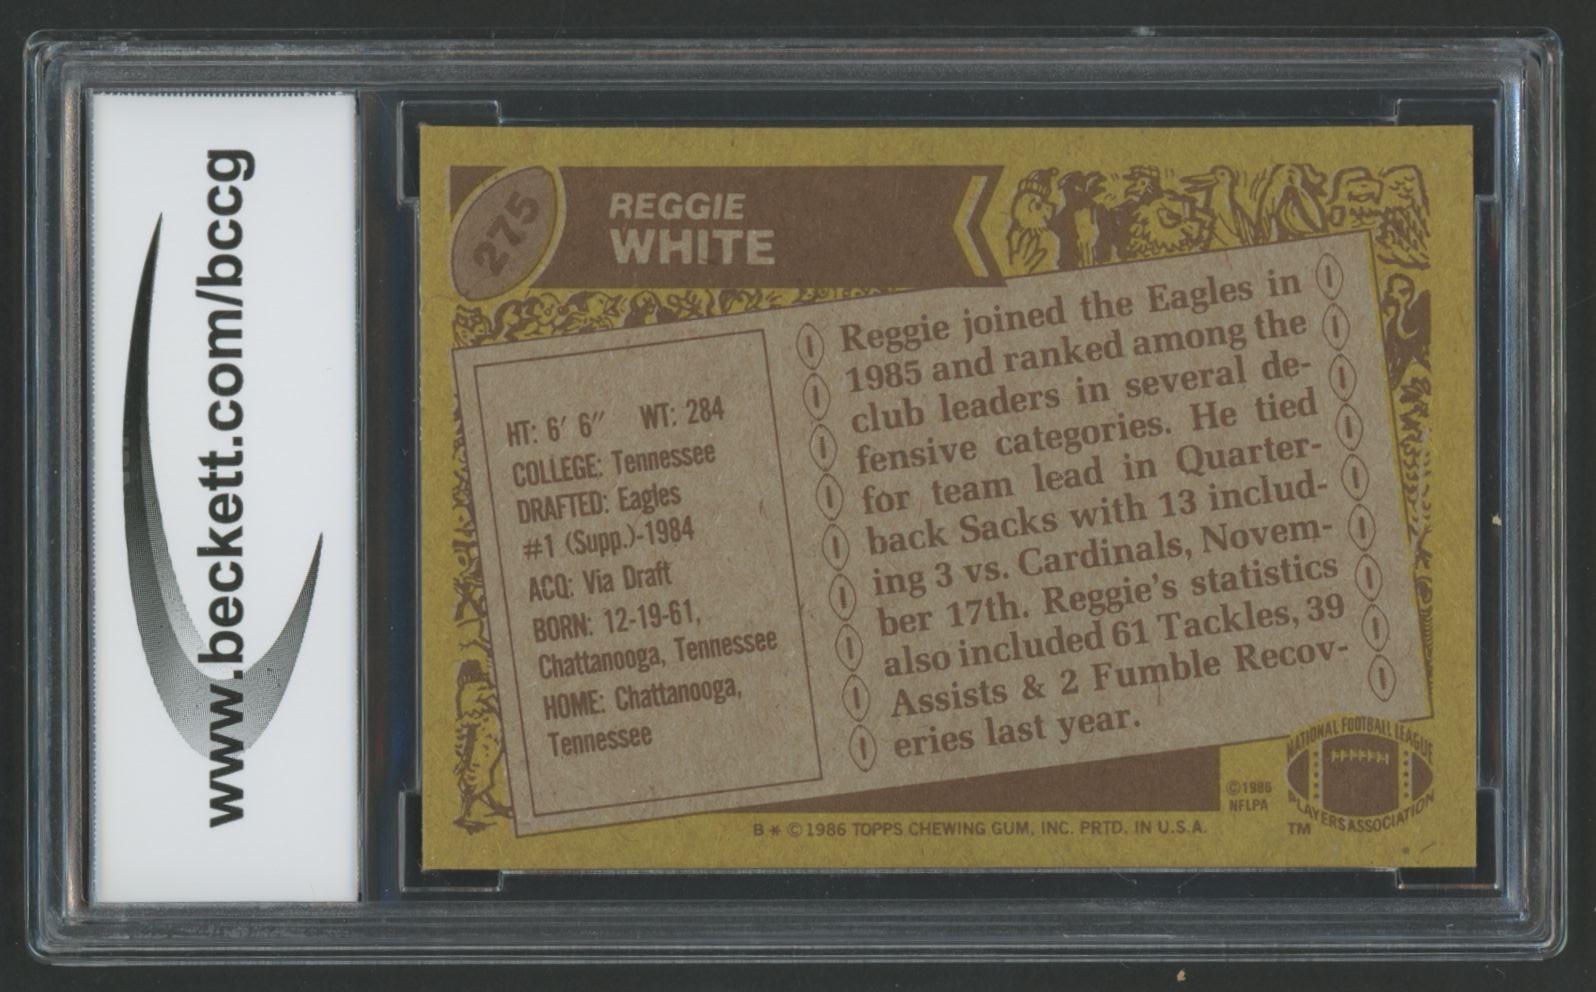 www.beckett.com/bccg
275
REGGIE
WHITE
HT: 6' 6" WT: 284
COLLEGE: Tennessee
DRAFTED: Eagles
#1 (Supp.)-1984
ACQ: Via Draft
BORN: 12-19-61,
Chattanooga, Tennessee
HOME: Chattanooga,
Tennessee
Reggie joined the Eagles in
1985 and ranked among the
club leaders in several de-
fensive categories. He tied
for team lead in Quarter-
back Sacks with 13 includ-
ing 3 vs. Cardinals, Novem-
ber 17th. Reggie's statistics
also included 61 Tackles, 39
Assists & 2 Fumble Recov-
eries last year.
©1986
NFLPA
NATIONAL FOOTBALL LEAGUE
PLAYERS ASSOCIATION
TM
B * © 1986 TOPPS CHEWING GUM, INC. PRTD. IN U.S.A.